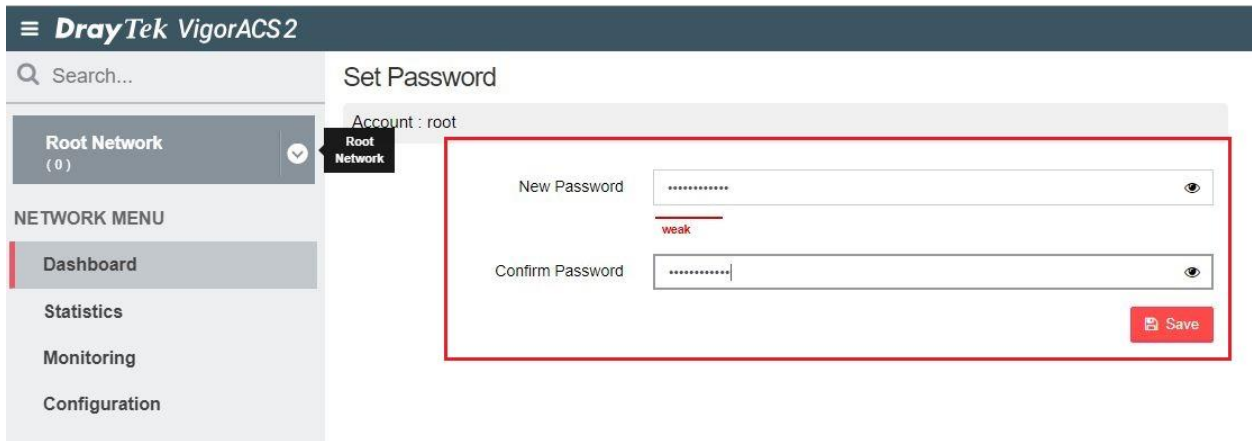 DrayTek VigorACS 2
Search...
Set Password
Account : root
Root Network
( 0 )
Root
Network
New Password
••••••••••••
weak
NETWORK MENU
Dashboard
Confirm Password
••••••••••••
Statistics
Save
Monitoring
Configuration